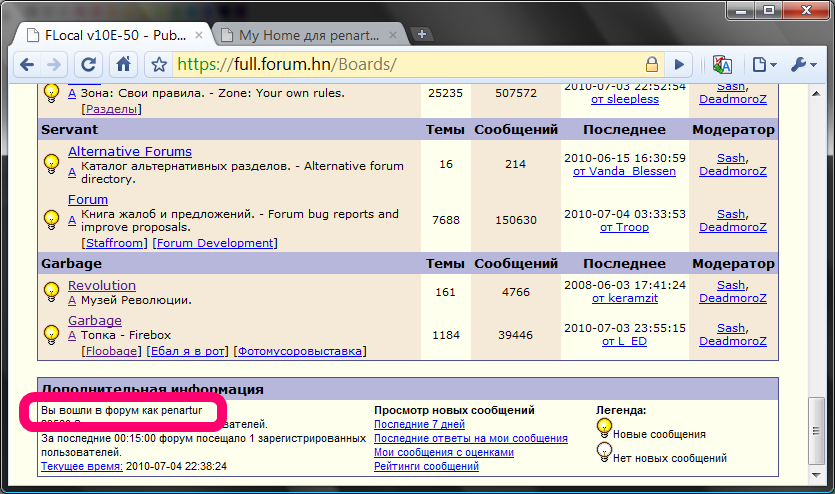 FLocal v10E-50 - Pub...
My Home для penart...
https://full.forum.hn/Boards/
A Зона: Свои правила. - Zone: Your own rules.
[Разделы]
25235
507572
2010-07-03 22:52:54
от sleepless
Sash,
DeadmoroZ
Servant Темы Сообщений Последнее Модератор
Alternative Forums
A Каталог альтернативных разделов. - Alternative forum
directory.
16
214
2010-06-15 16:30:59
от Vanda_Blessen
Sash,
DeadmoroZ
Forum
A Книга жалоб и предложений. - Forum bug reports and
improve proposals.
[Staffroom] [Forum Development]
7688
150630
2010-07-04 03:33:53
от Troop
Sash,
DeadmoroZ
Garbage Темы Сообщений Последнее Модератор
Revolution
A Музей Революции.
161
4766
2008-06-03 17:41:24
от keramzit
Sash,
DeadmoroZ
Garbage
A Топка - Firebox
[Floobage] [Ебал я в рот] [Фотомусоровыставка]
1184
39446
2010-07-03 23:55:15
от L_ED
Sash,
DeadmoroZ
Дополнительная информация
Вы вошли в форум как penartur
ователей.
За последние 00:15:00 форум посещало 1 зарегистрированных
пользователей.
Текущее время: 2010-07-04 22:38:24
Просмотр новых сообщений
Последние 7 дней
Последние ответы на мои сообщения
Мои сообщения с оценками
Рейтинги сообщений
Легенда:
Новые сообщения
Нет новых сообщений